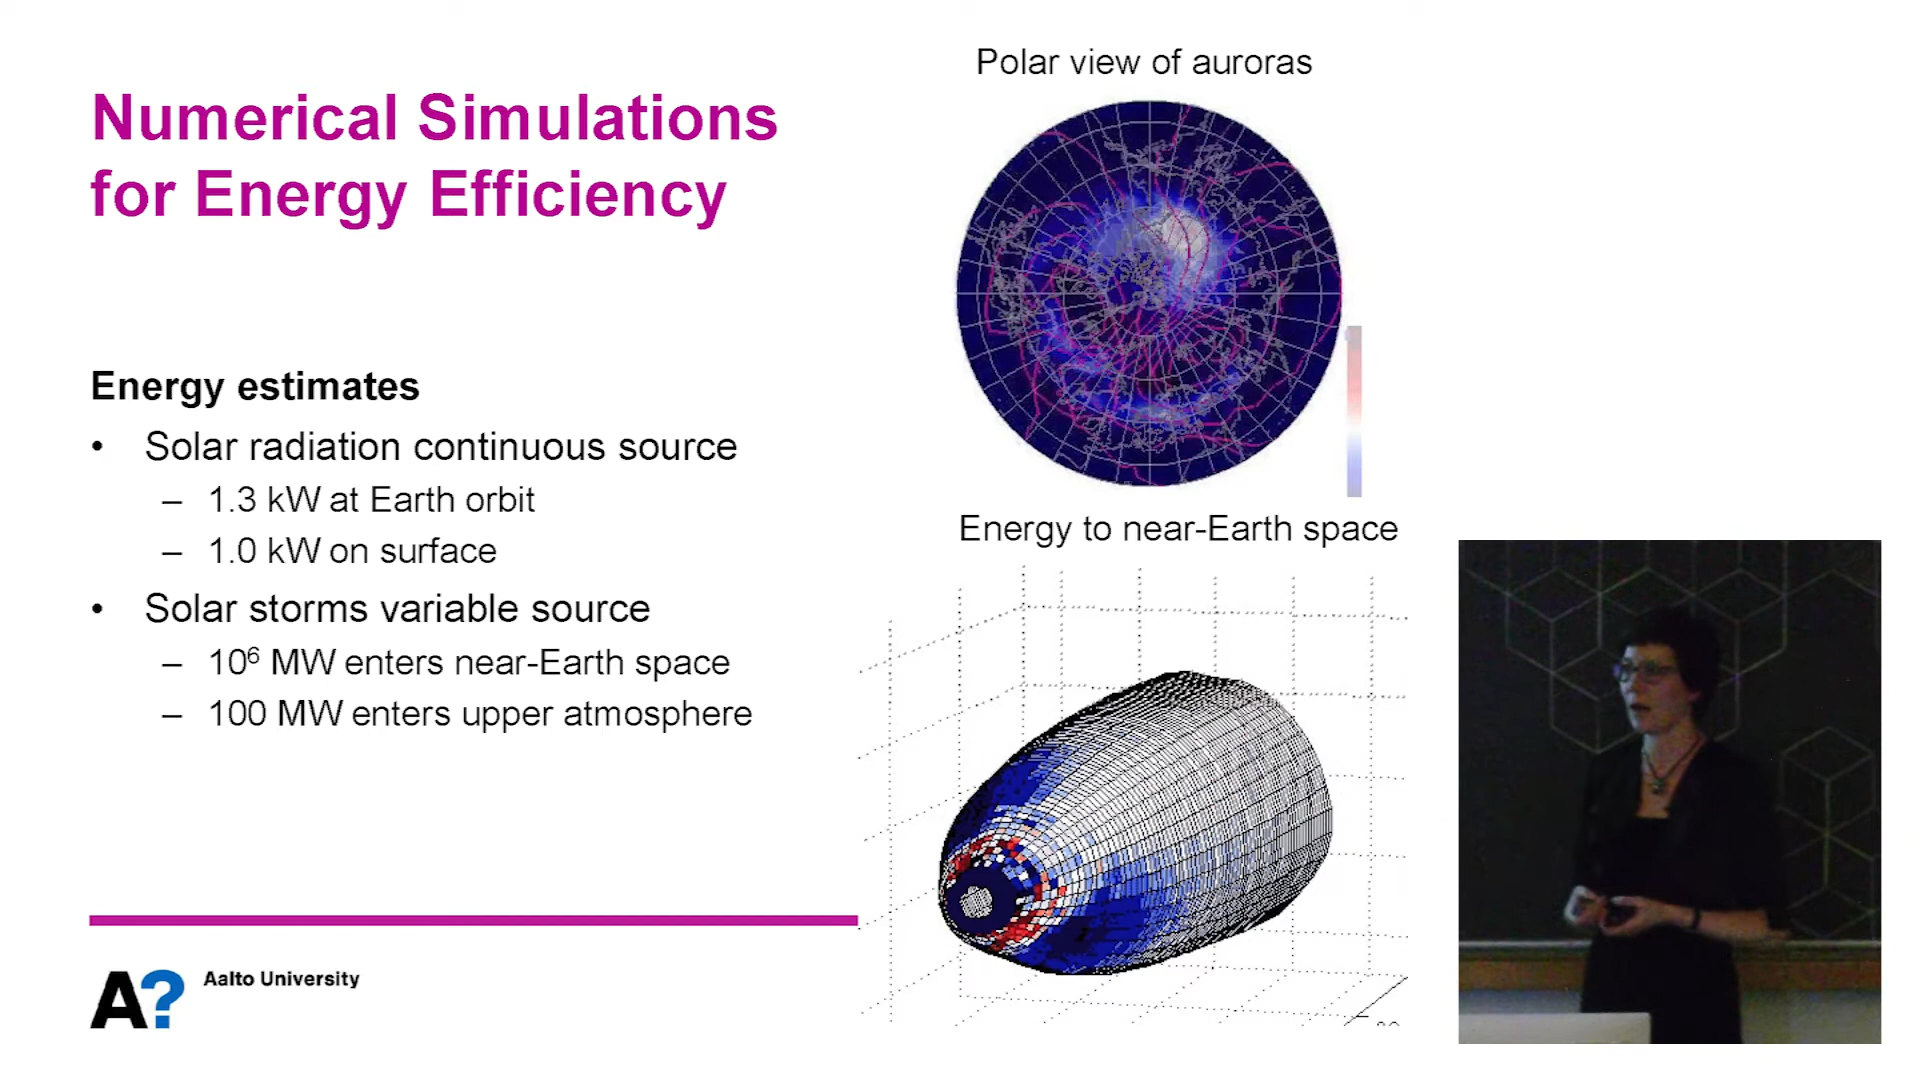 Numerical Simulations
for Energy Efficiency
Energy estimates
• Solar radiation continuous source
– 1.3 kW at Earth orbit
– 1.0 kW on surface
• Solar storms variable source
– 10⁶ MW enters near-Earth space
– 100 MW enters upper atmosphere
Polar view of auroras
Energy to near-Earth space
A?
Aalto University